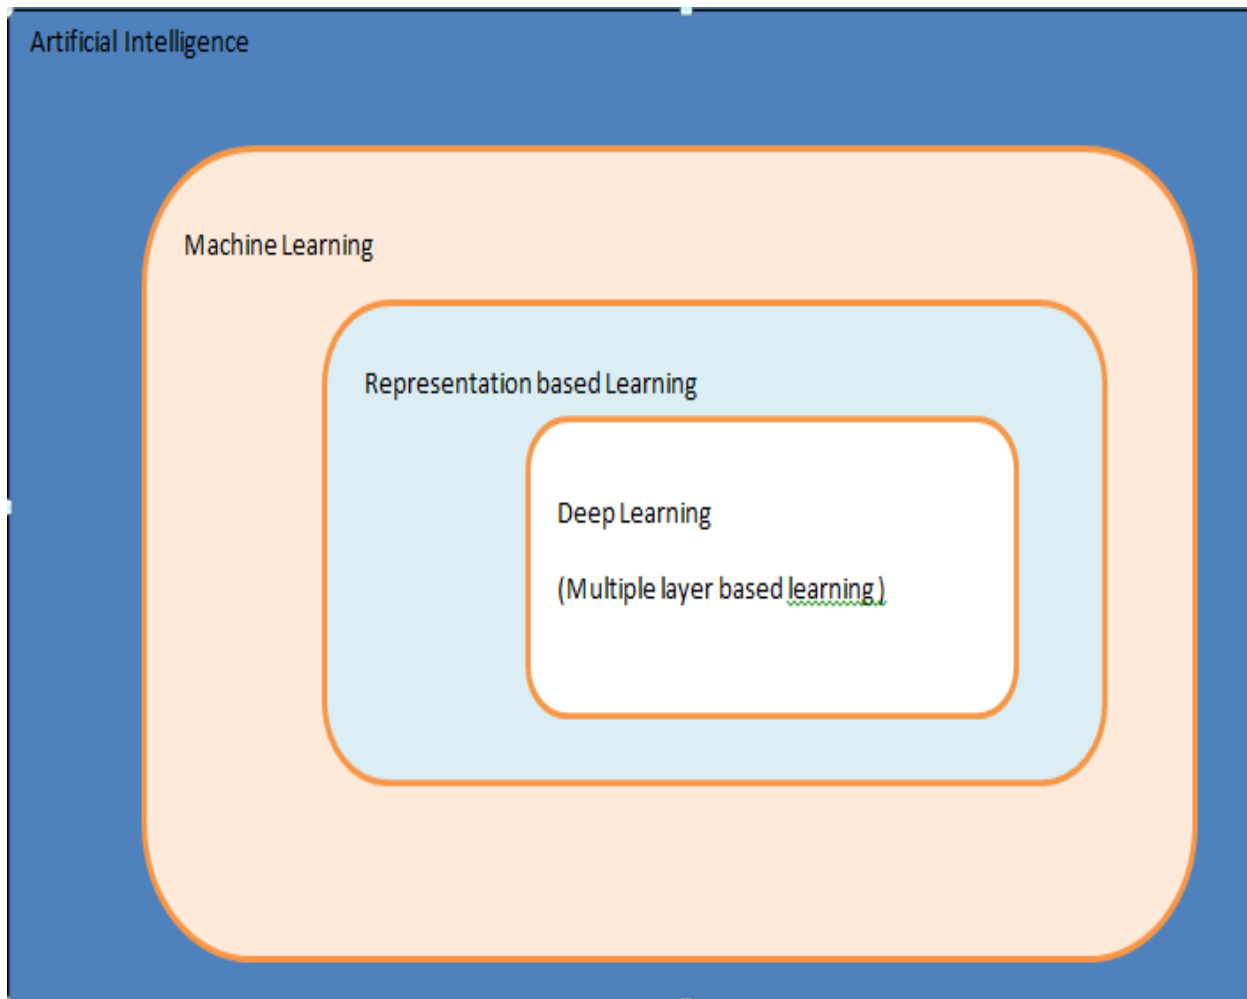 Artificial Intelligence
Machine Learning
Representation based Learning
Deep Learning
(Multiple layer based learning )